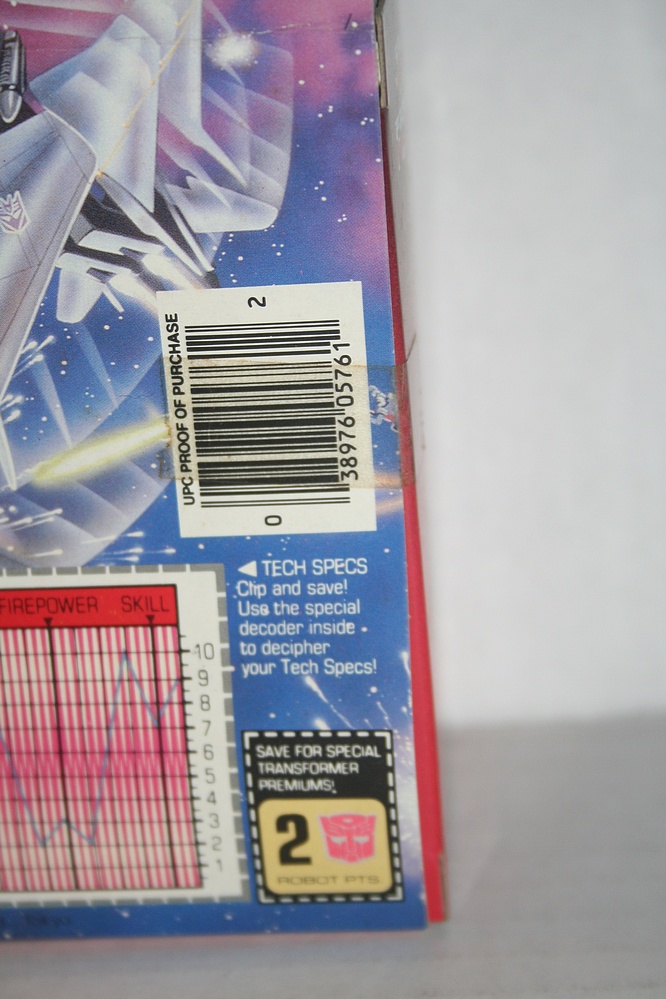 UPC PROOF OF PURCHASE
2
38976 05761
0
TECH SPECS
Clip and save!
Use the special
decoder inside
to decipher
your Tech Specs!
FIREPOWER SKILL
10
9
8
7
6
5
4
3
2
1
SAVE FOR SPECIAL
TRANSFORMER
PREMIUMS!
2
ROBOT PTS.